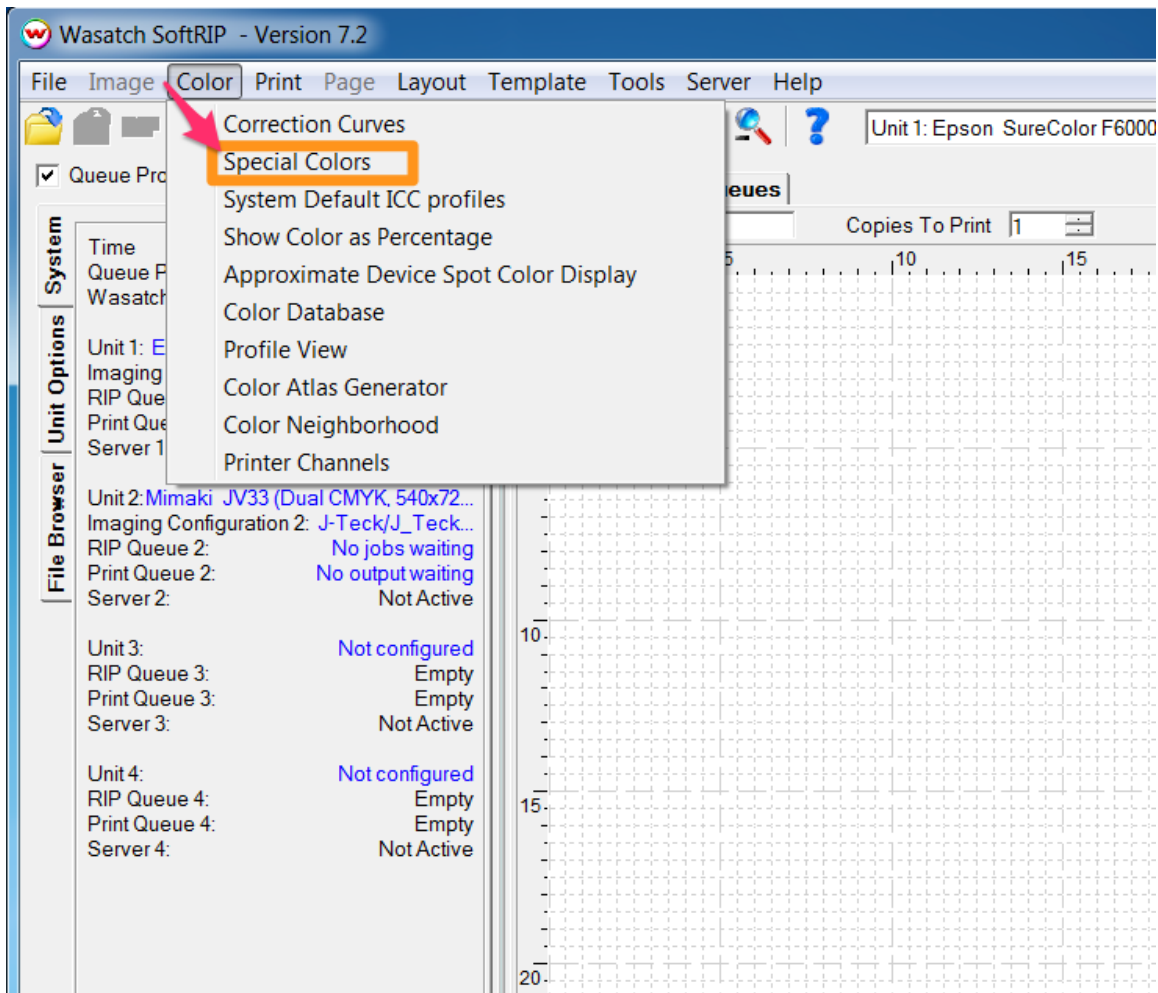 Wasatch SoftRIP - Version 7.2
File Image Color Print Page Layout Template Tools Server Help
Correction Curves
Special Colors
System Default ICC profiles
Show Color as Percentage
Approximate Device Spot Color Display
Color Database
Profile View
Color Atlas Generator
Color Neighborhood
Printer Channels
Unit 1: Epson SureColor F6000
Queue
Copies To Print 1
5 10 15
System
Unit Options
File Browser
Time
Queue P
Wasatch
Unit 1: E
Imaging
RIP Que
Print Que
Server 1
Unit 2: Mimaki JV33 (Dual CMYK, 540x72...
Imaging Configuration 2: J-Teck/J_Teck...
RIP Queue 2: No jobs waiting
Print Queue 2: No output waiting
Server 2: Not Active
Unit 3: Not configured
RIP Queue 3: Empty
Print Queue 3: Empty
Server 3: Not Active
Unit 4: Not configured
RIP Queue 4: Empty
Print Queue 4: Empty
Server 4: Not Active
10
15
20